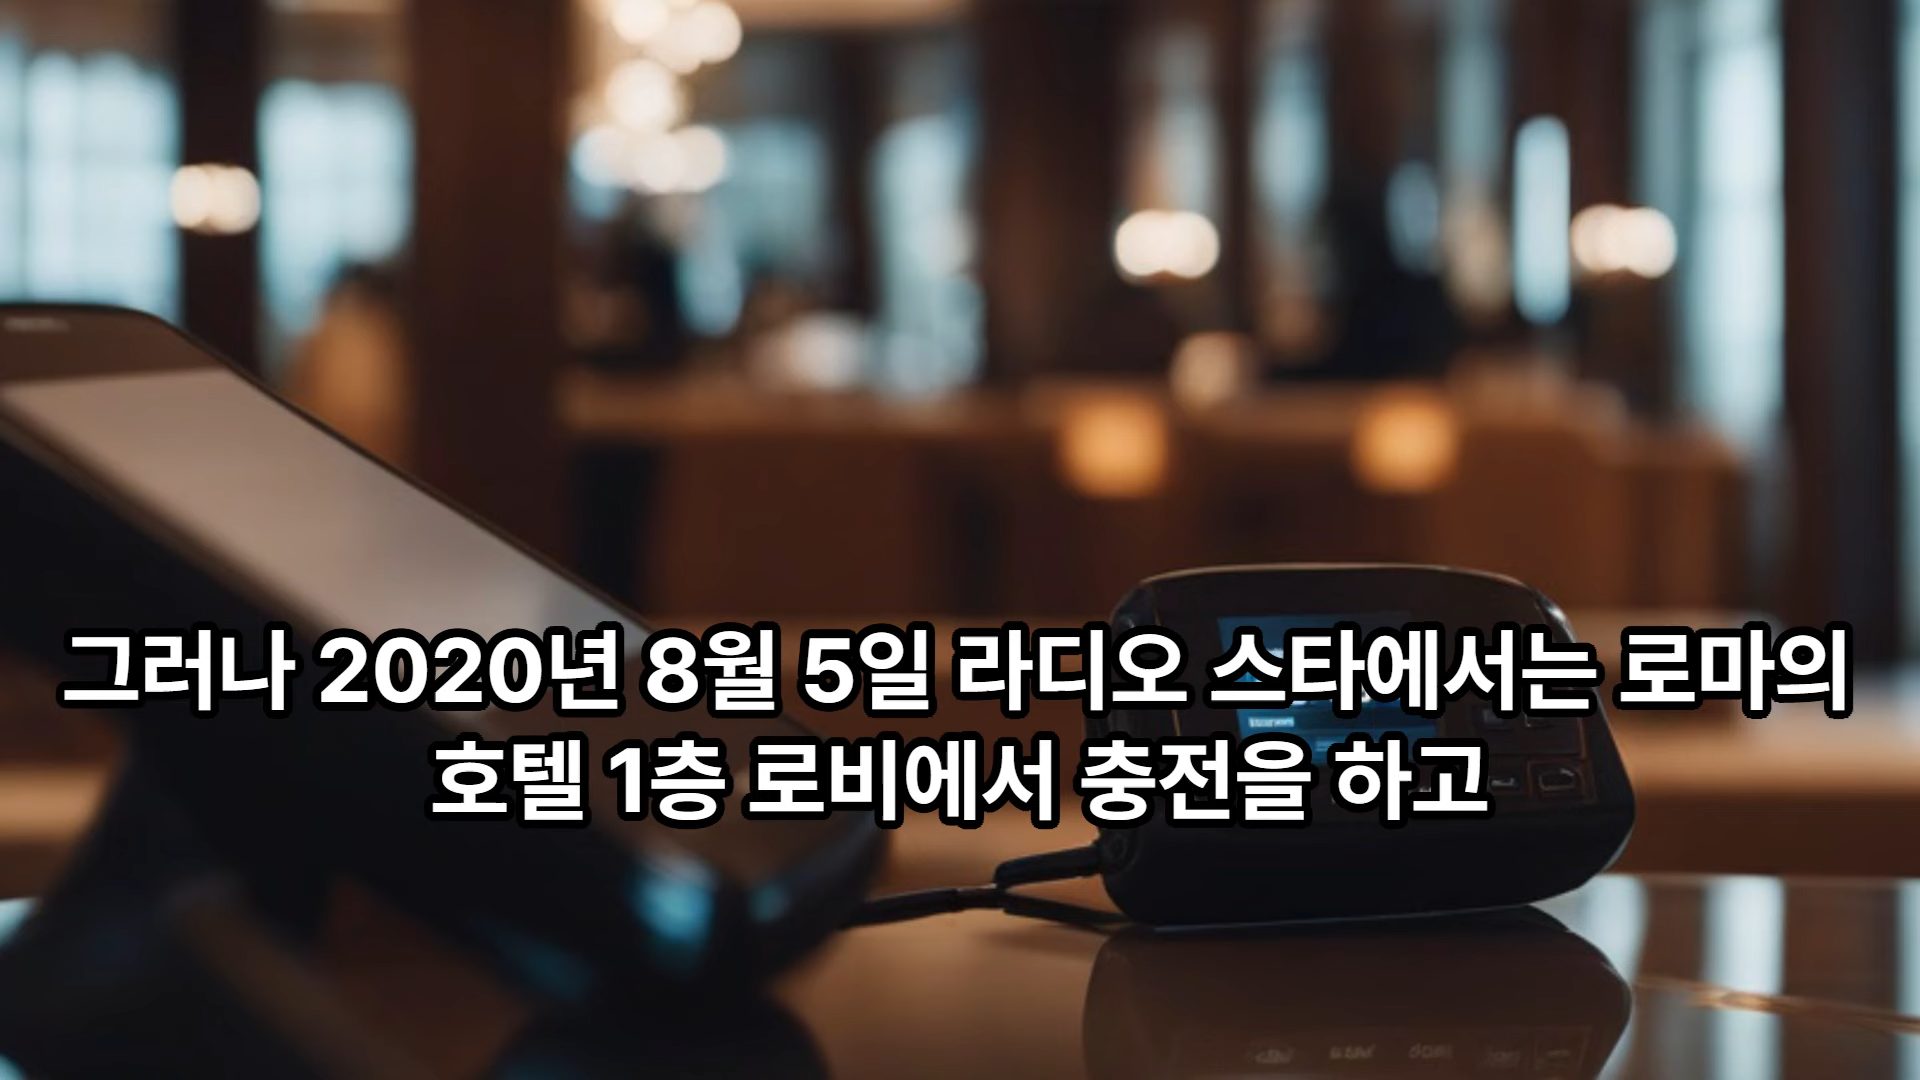 그러나 2020년 8월 5일 라디오 스타에서는 로마의
호텔 1층 로비에서 충전을 하고